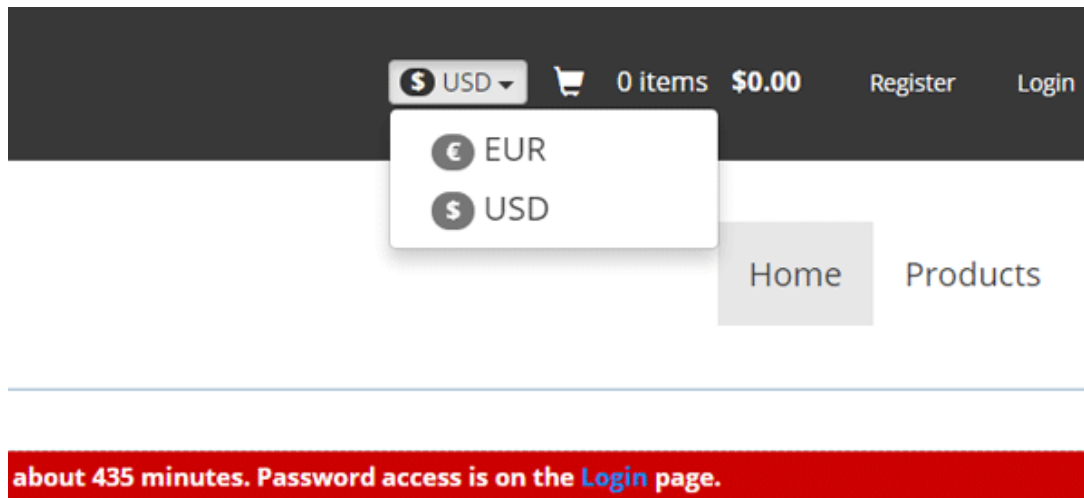 $ USD 0 items $0.00 Register Login
€ EUR
$ USD
Home Products
about 435 minutes. Password access is on the Login page.